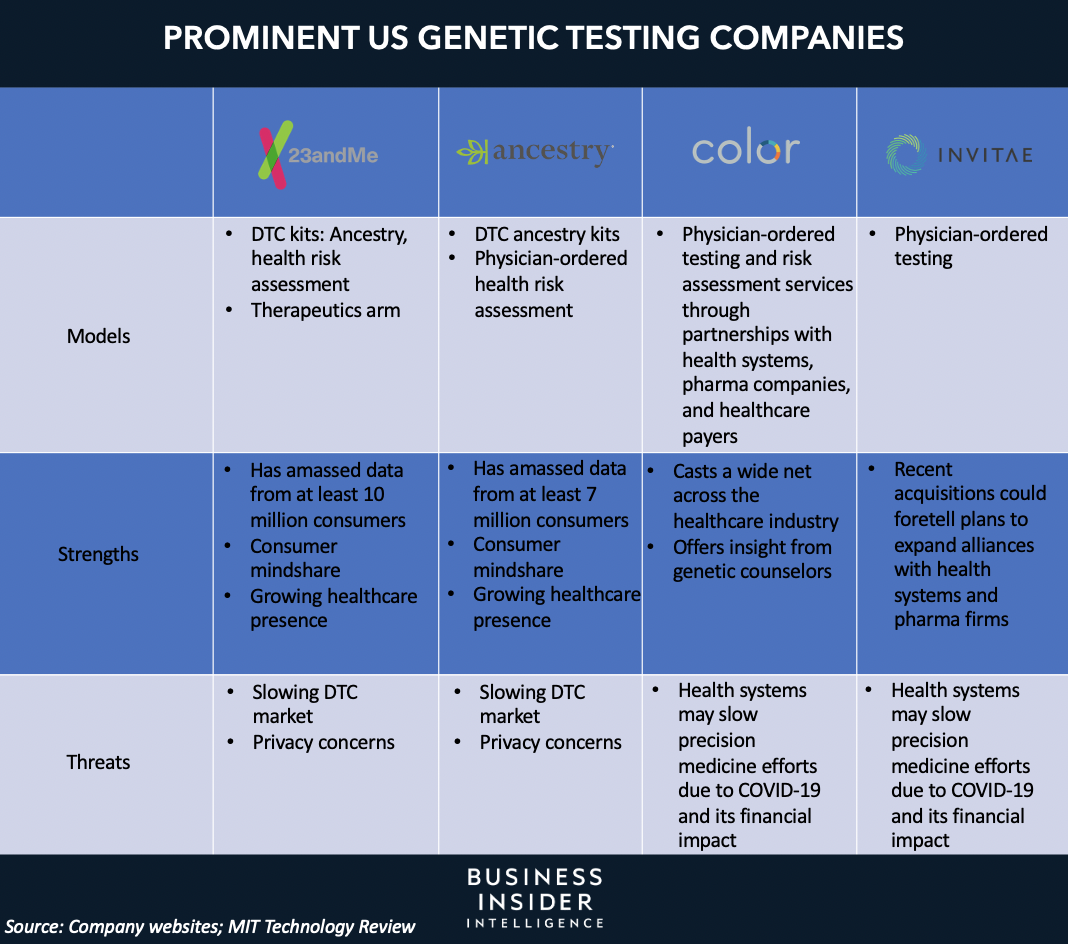 PROMINENT US GENETIC TESTING COMPANIES
23andMe
ancestry
color
INVITAE
Models
• DTC kits: Ancestry,
health risk
assessment
• Therapeutics arm
• DTC ancestry kits
• Physician-ordered
health risk
assessment
• Physician-ordered
testing and risk
assessment services
through
partnerships with
health systems,
pharma companies,
and healthcare
payers
• Physician-ordered
testing
Strengths
• Has amassed data
from at least 10
million consumers
• Consumer
mindshare
• Growing healthcare
presence
• Has amassed data
from at least 7
million consumers
• Consumer
mindshare
• Growing healthcare
presence
• Casts a wide net
across the
healthcare industry
• Offers insight from
genetic counselors
• Recent
acquisitions could
foretell plans to
expand alliances
with health
systems and
pharma firms
Threats
• Slowing DTC
market
• Privacy concerns
• Slowing DTC
market
• Privacy concerns
• Health systems
may slow
precision
medicine efforts
due to COVID-19
and its financial
impact
• Health systems
may slow
precision
medicine efforts
due to COVID-19
and its financial
impact
Source: Company websites; MIT Technology Review
BUSINESS
INSIDER
INTELLIGENCE